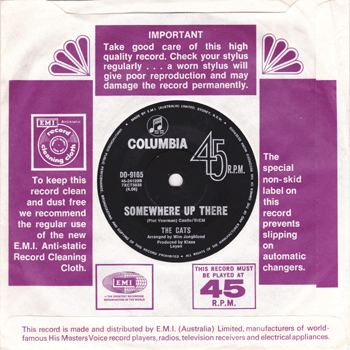 IMPORTANT
Take good care of this high
quality record. Check your stylus
regularly ... a worn stylus will
give poor reproduction and may
damage the record permanently.
EMI Anti-static
record
cleaning
cloth
To keep this
record clean
and dust free
we recommend
the regular use
of the new
E.M.I. Anti-static
Record Cleaning
Cloth.
COLUMBIA
45
R.P.M.
DO-9165
SOMEWHERE UP THERE
THE CATS
Arranged by Wim Jongbloed
Produced by Klaas
Leyen
The
special
non-skid
label on
this
record
prevents
slipping
on
automatic
changers.
EMI
THIS RECORD MUST
BE PLAYED AT
45
R.P.M.
This record is made and distributed by E.M.I. (Australia) Limited, manufacturers of world-
famous His Masters Voice record players, radios, television receivers and electrical appliances.